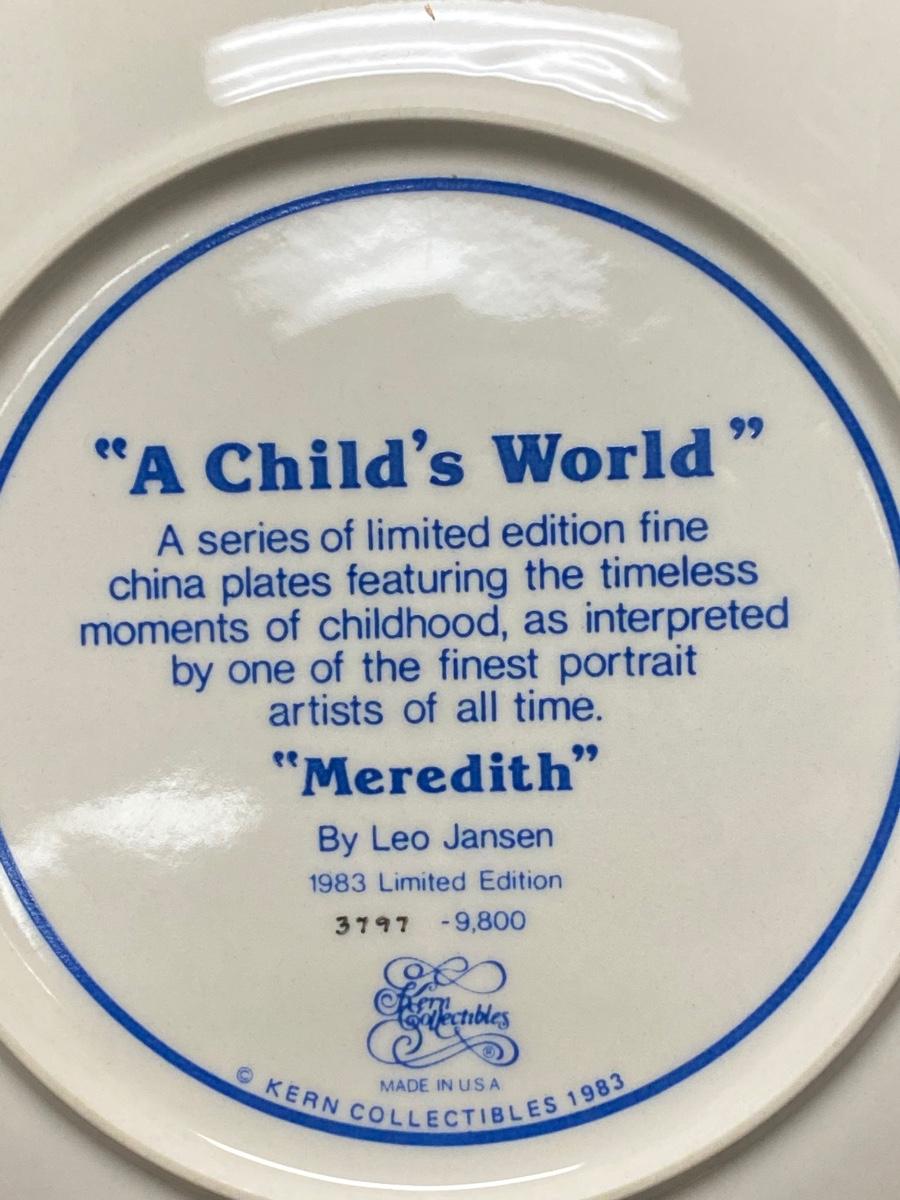 “A Child’s World”
A series of limited edition fine
china plates featuring the timeless
moments of childhood, as interpreted
by one of the finest portrait
artists of all time.
“Meredith”
By Leo Jansen
1983 Limited Edition
3797 -9,800
Kern
Collectibles ®
MADE IN U S A
© KERN COLLECTIBLES 1983